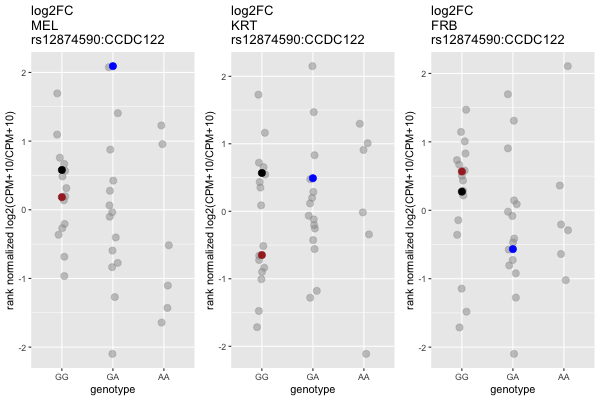 log2FC
MEL
rs12874590:CCDC122
rank normalized log2(CPM+10/CPM+10)
2
1
0
-1
-2
GG
GA
AA
genotype
log2FC
KRT
rs12874590:CCDC122
rank normalized log2(CPM+10/CPM+10)
2
1
0
-1
-2
GG
GA
AA
genotype
log2FC
FRB
rs12874590:CCDC122
rank normalized log2(CPM+10/CPM+10)
2
1
0
-1
-2
GG
GA
AA
genotype